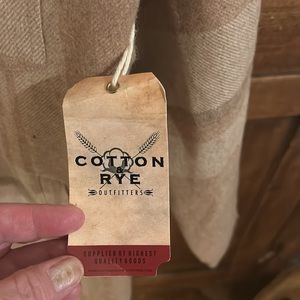 COTTON
&
RYE
OUTFITTERS
SUPPLIER OF HIGHEST
QUALITY GOODS